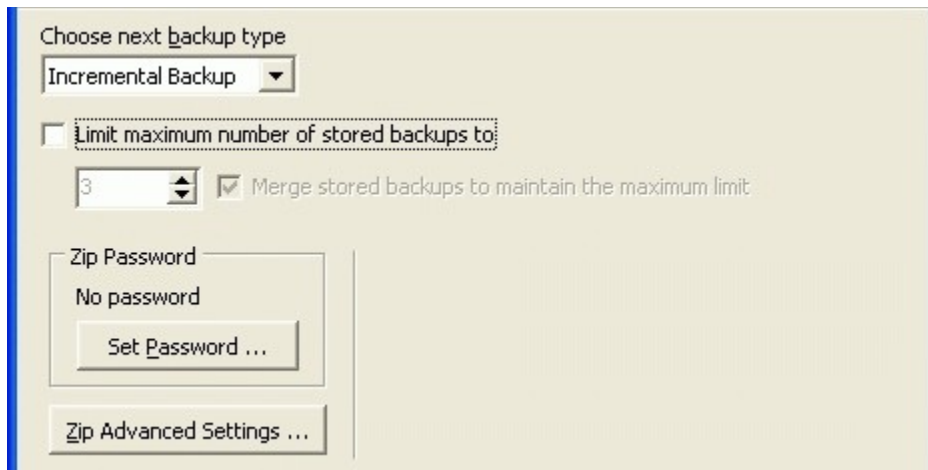 Choose next backup type
Incremental Backup
Limit maximum number of stored backups to
3
Merge stored backups to maintain the maximum limit
Zip Password
No password
Set Password ...
Zip Advanced Settings ...